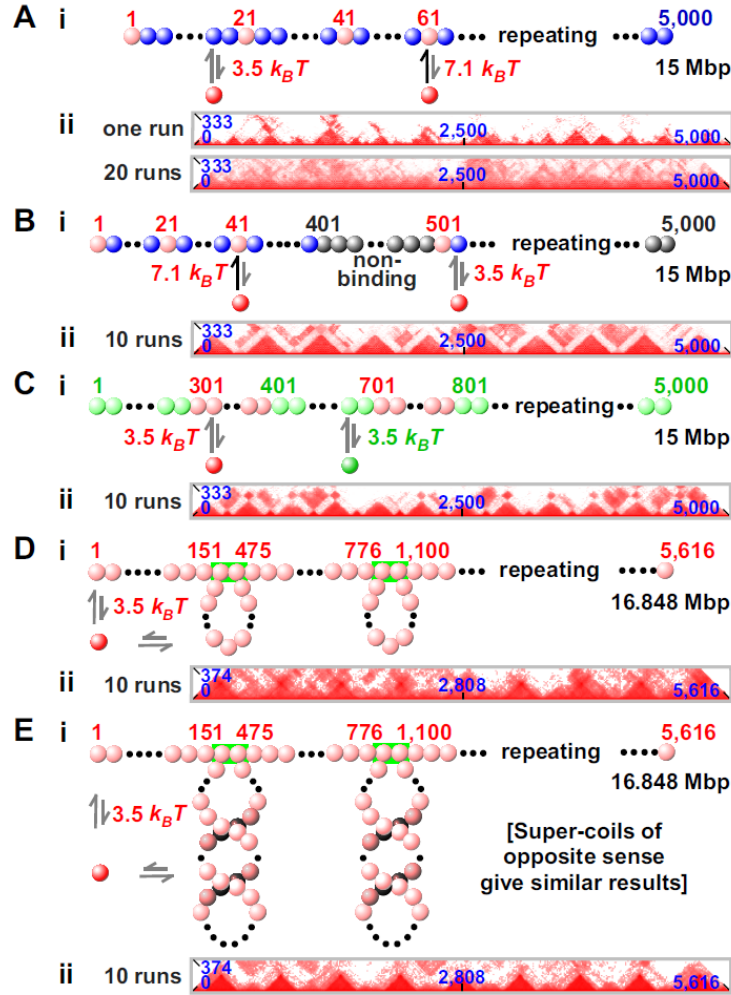 A i 1 21 41 61 5,000
repeating
3.5 kBT 7.1 kBT 15 Mbp
ii one run 333 0 2,500 5,000
20 runs 333 0 2,500 5,000
B i 1 21 41 401 501 5,000
non-binding repeating
7.1 kBT 3.5 kBT 15 Mbp
ii 10 runs 333 0 2,500 5,000
C i 1 301 401 701 801 5,000
repeating
3.5 kBT 3.5 kBT 15 Mbp
ii 10 runs 333 0 2,500 5,000
D i 1 151 475 776 1,100 5,616
repeating
3.5 kBT 16.848 Mbp
ii 10 runs 374 0 2,808 5,616
E i 1 151 475 776 1,100 5,616
repeating
16.848 Mbp
3.5 kBT
[Super-coils of
opposite sense
give similar results]
ii 10 runs 374 0 2,808 5,616